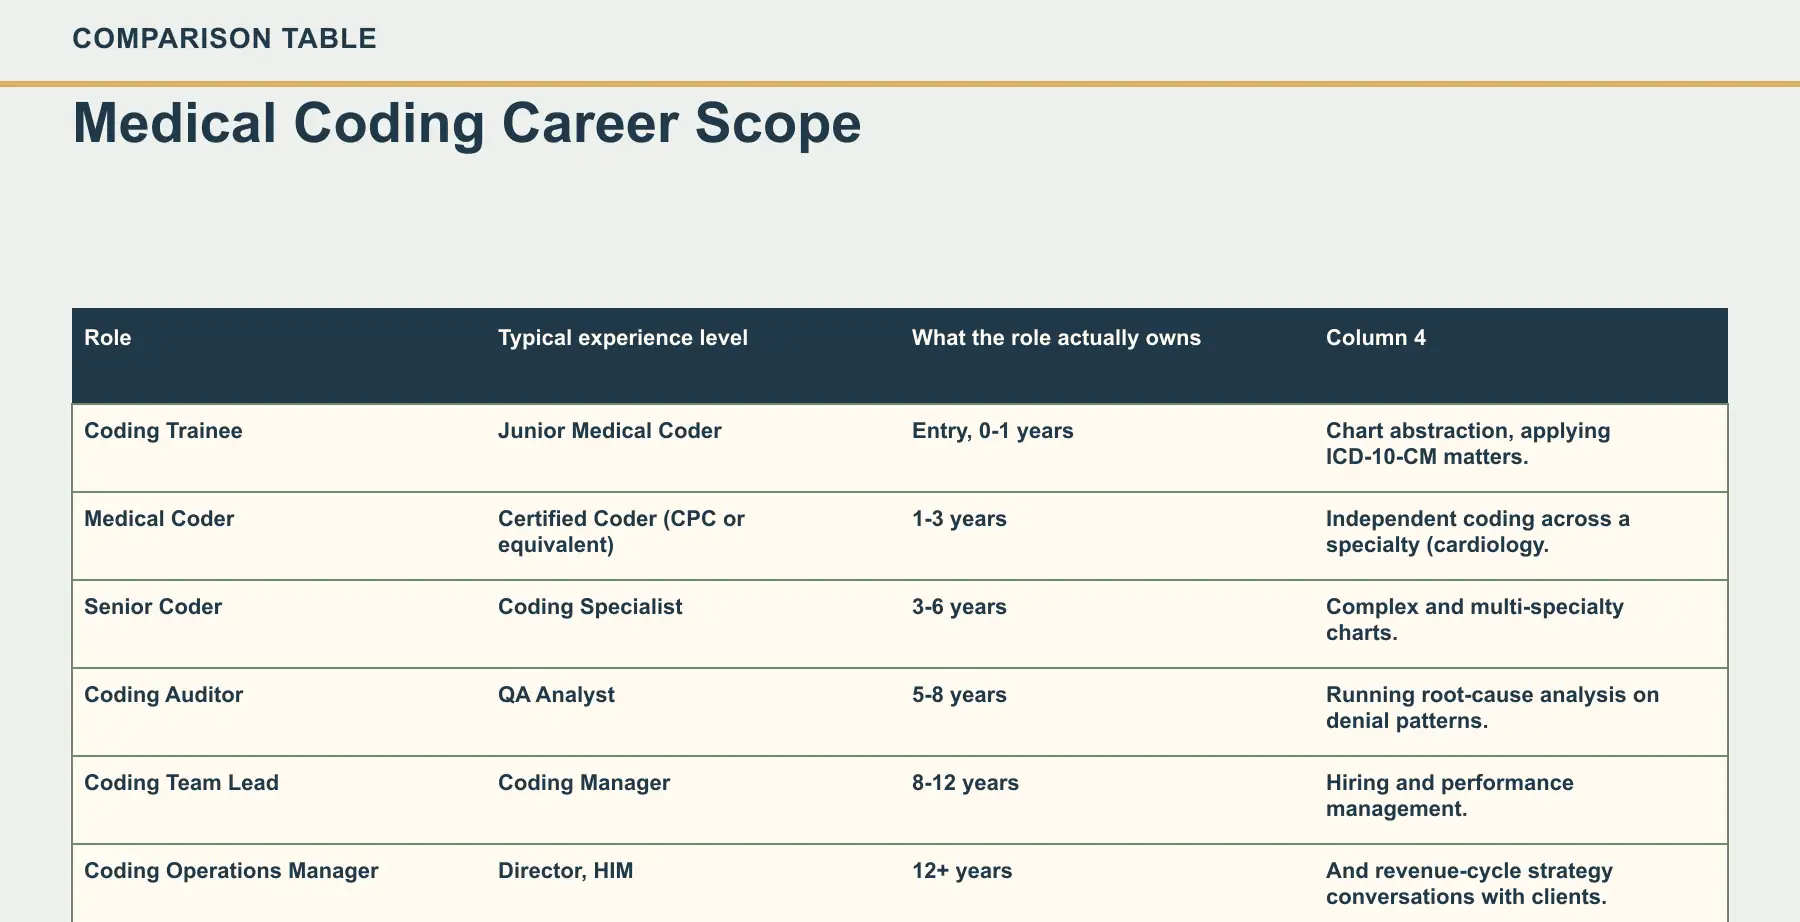 COMPARISON TABLE
Medical Coding Career Scope
Role Typical experience level What the role actually owns Column 4
Coding Trainee Junior Medical Coder Entry, 0-1 years Chart abstraction, applying
ICD-10-CM matters.
Medical Coder Certified Coder (CPC or 1-3 years Independent coding across a
equivalent) specialty (cardiology.
Senior Coder Coding Specialist 3-6 years Complex and multi-specialty
charts.
Coding Auditor QA Analyst 5-8 years Running root-cause analysis on
denial patterns.
Coding Team Lead Coding Manager 8-12 years Hiring and performance
management.
Coding Operations Manager Director, HIM 12+ years And revenue-cycle strategy
conversations with clients.